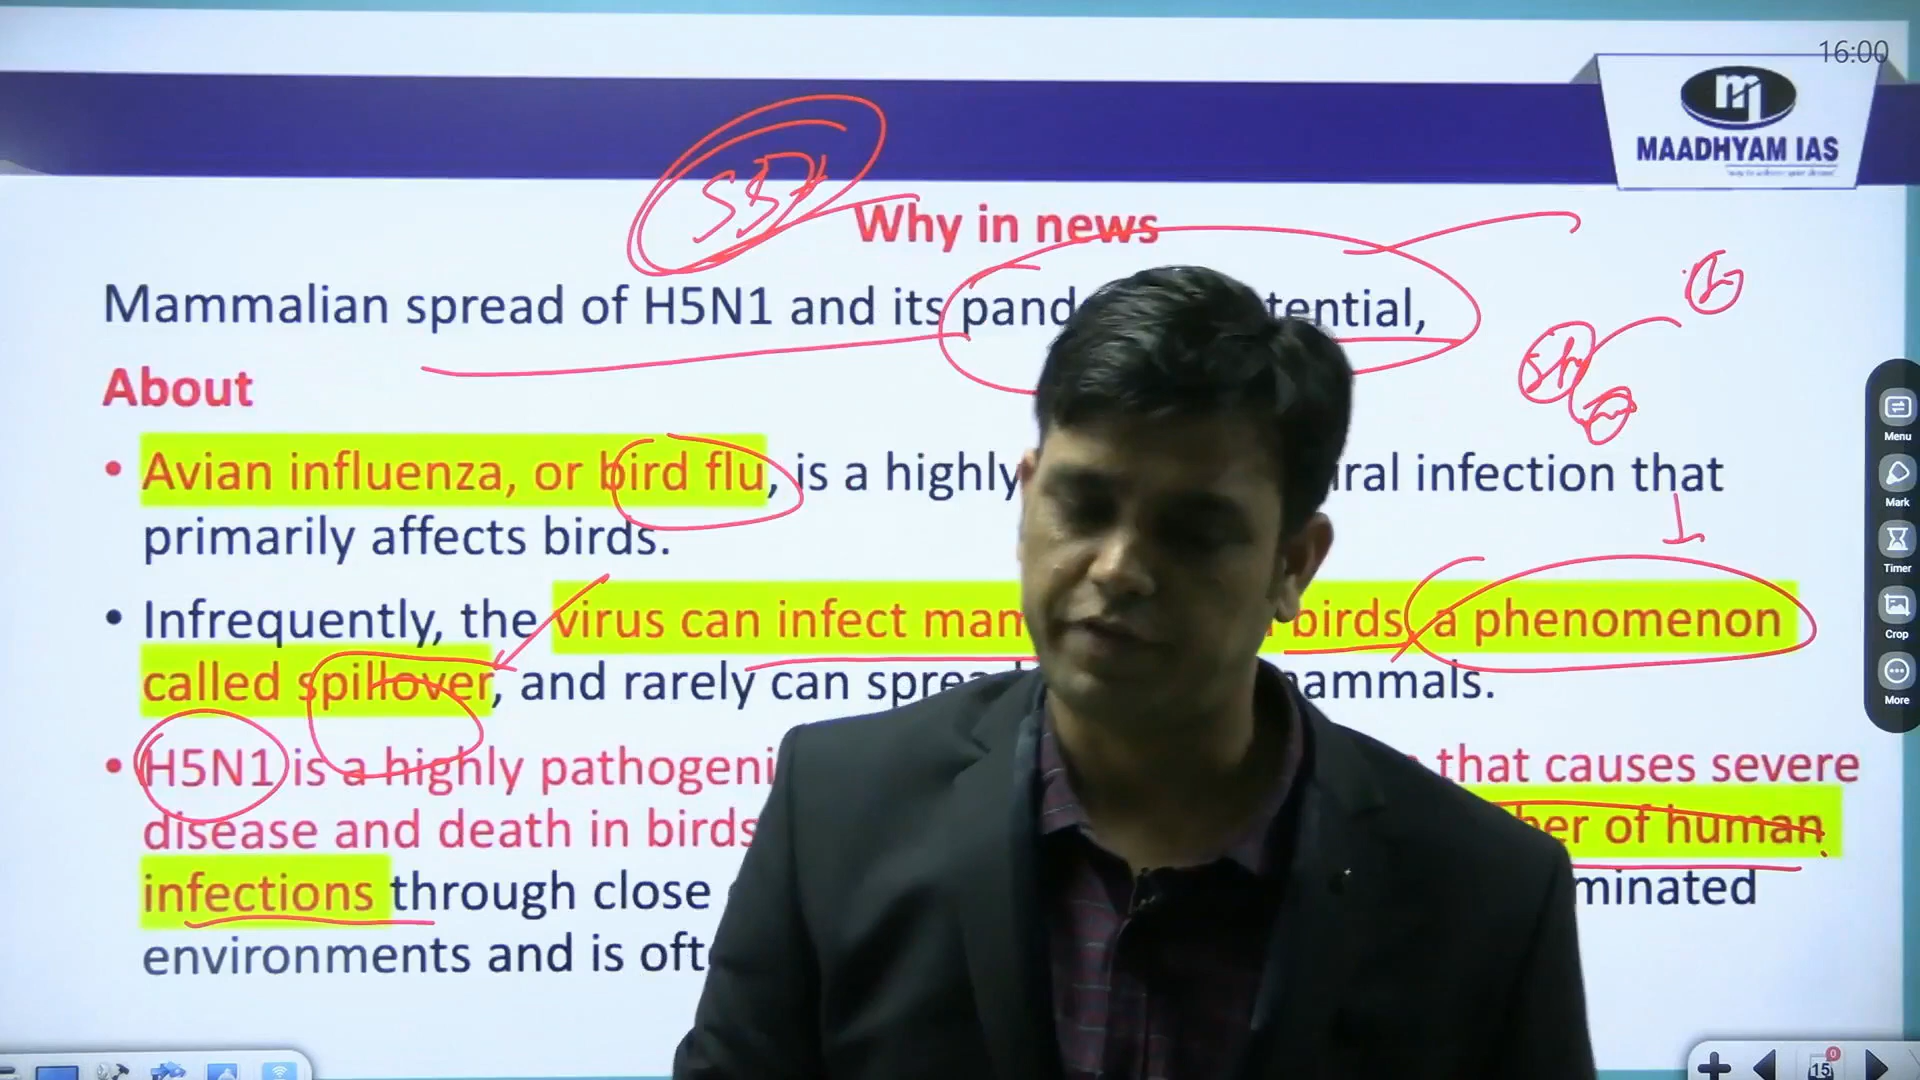 16:00
MAADHYAM IAS
Why in news
Mammalian spread of H5N1 and its pand tential,
About
• Avian influenza, or bird flu, is a highly iral infection that
primarily affects birds.
• Infrequently, the virus can infect mam birds, a phenomenon
called spillover, and rarely can sprea ammals.
• H5N1 is a highly pathogeni that causes severe
disease and death in birds ber of human
infections through close minated
environments and is oft
Menu
Mark
Timer
Crop
More
15